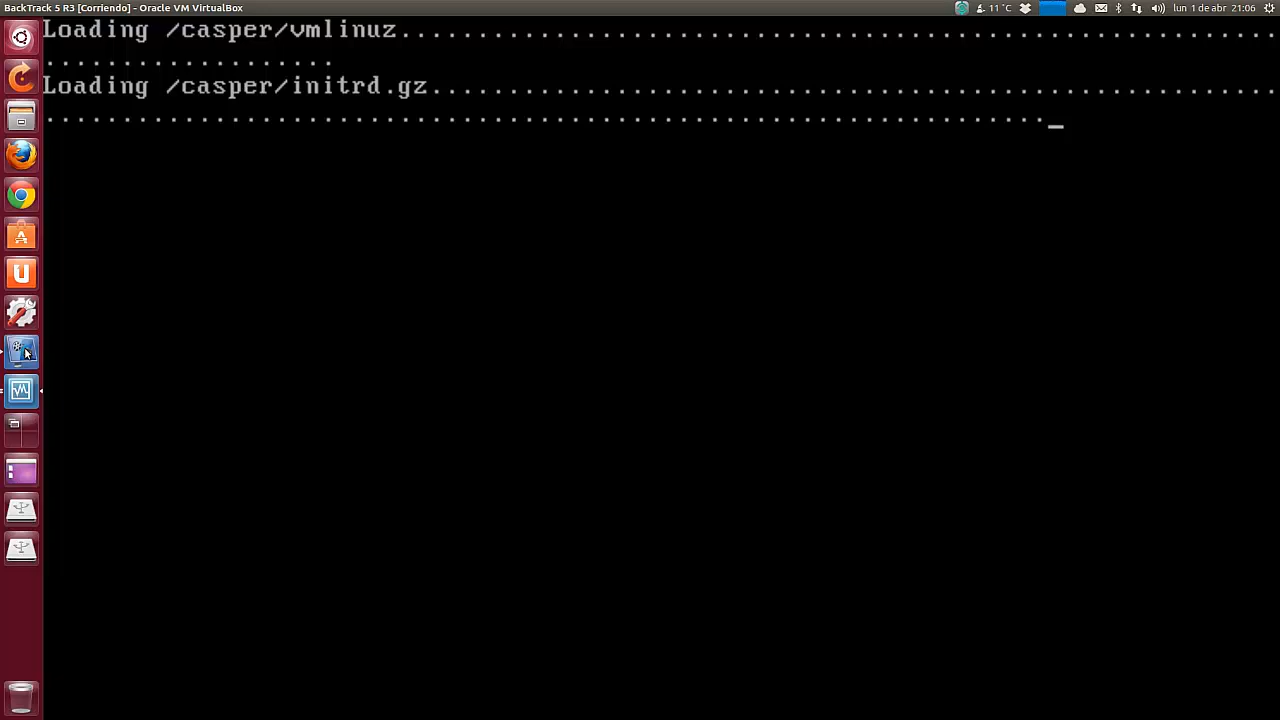 BackTrack 5 R3 [Corriendo] - Oracle VM VirtualBox
11°C
lun 1 de abr 21:06
Loading /casper/vmlinuz.........................................................
...................
Loading /casper/initrd.gz.......................................................
................................................................._